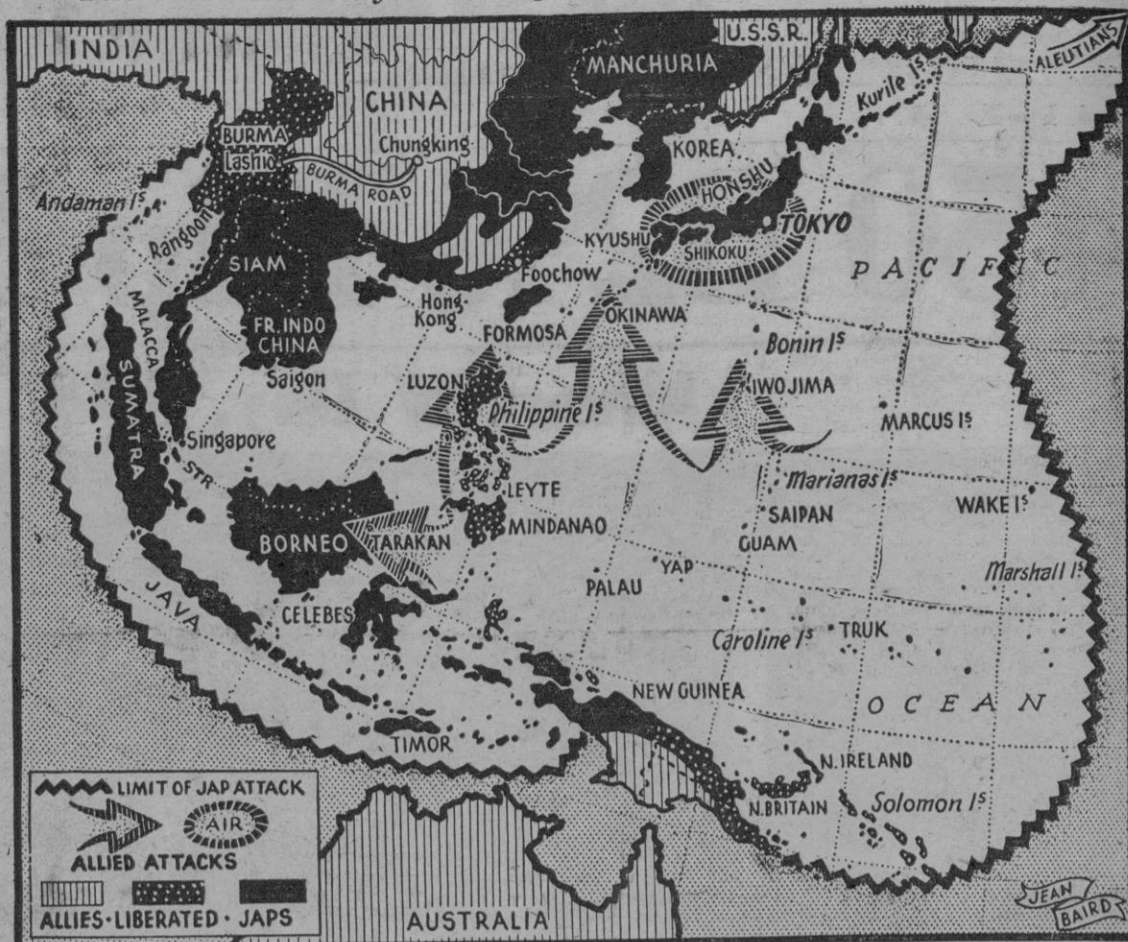 INDIA
U.S.S.R.
ALEUTIANS
MANCHURIA
Kurile Is
CHINA
BURMA
Lashio
Chungking
BURMA ROAD
KOREA
HONSHU
Andaman Is
Rangoon
TOKYO
KYUSHU
SHIKOKU
SIAM
Foochow
PACIFIC
MALACCA
Hong
Kong
FORMOSA
OKINAWA
FR. INDO
CHINA
Bonin Is
Saigon
LUZON
IWOJIMA
SUMATRA
Philippine Is
MARCUS Is
Singapore
STR
LEYTE
Marianas Is
SAIPAN
WAKE Is
BORNEO
TARAKAN
MINDANAO
GUAM
YAP
PALAU
Marshall Is
JAVA
CELEBES
Caroline Is
TRUK
NEW GUINEA
OCEAN
TIMOR
N. IRELAND
N. BRITAIN
Solomon Is
LIMIT OF JAP ATTACK
AIR
ALLIED ATTACKS
ALLIES · LIBERATED · JAPS
AUSTRALIA
JEAN
BAIRD